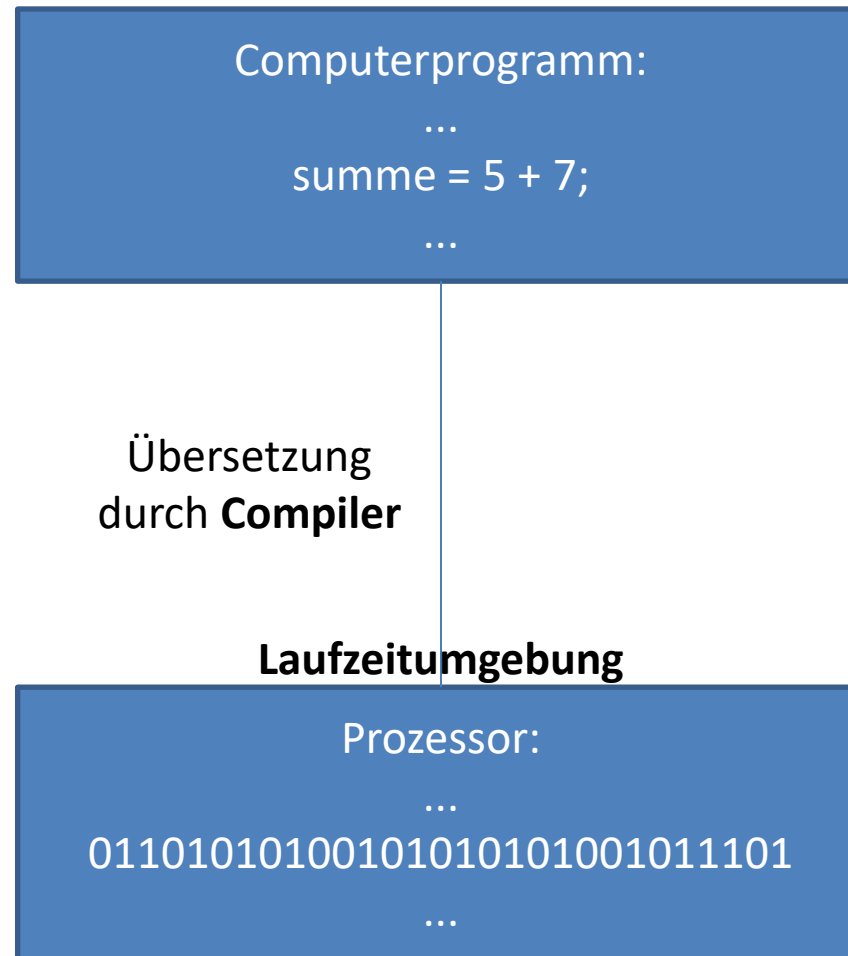 Computerprogramm:
...
summe = 5 + 7;
...
Übersetzung
durch Compiler
Laufzeitumgebung
Prozessor:
...
01101010100101010101001011101
...